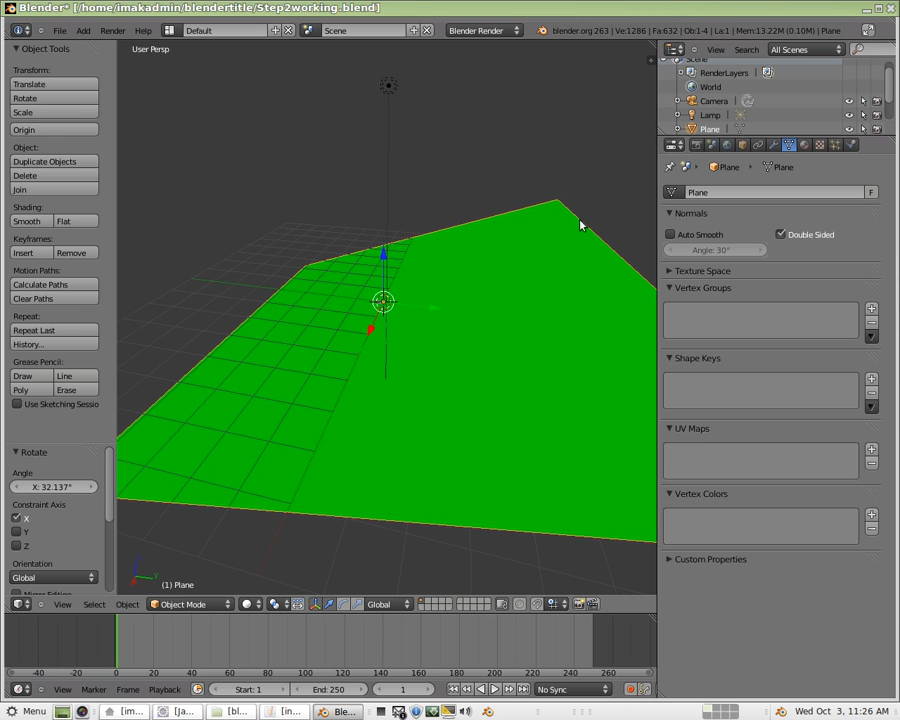 Blender* [/home/imakadmin/blendertitle/Step2working.blend]
File Add Render Help Default Scene Blender Render blender.org 263 | Ve:1286 | Fa:632 | Ob:1-4 | La:1 | Mem:13.22M (0.10M) | Plane
Object Tools
Transform:
Translate
Rotate
Scale
Origin
Object:
Duplicate Objects
Delete
Join
Shading:
Smooth Flat
Keyframes:
Insert Remove
Motion Paths:
Calculate Paths
Clear Paths
Repeat:
Repeat Last
History...
Grease Pencil:
Draw Line
Poly Erase
Use Sketching Sessio
Rotate
Angle
X: 32.137°
Constraint Axis
X
Y
Z
Orientation
Global
User Persp
(1) Plane
View Select Object Object Mode Global
View Search All Scenes
Scene
RenderLayers
World
Camera
Lamp
Plane
Plane Plane
Plane F
Normals
Auto Smooth Double Sided
Angle: 30°
Texture Space
Vertex Groups
Shape Keys
UV Maps
Vertex Colors
Custom Properties
-40 -20 0 20 40 60 80 100 120 140 160 180 200 220 240 260
View Marker Frame Playback Start: 1 End: 250 1 No Sync
Menu [im... [Ja... [bl... [in... Ble... Wed Oct 3, 11:26 AM